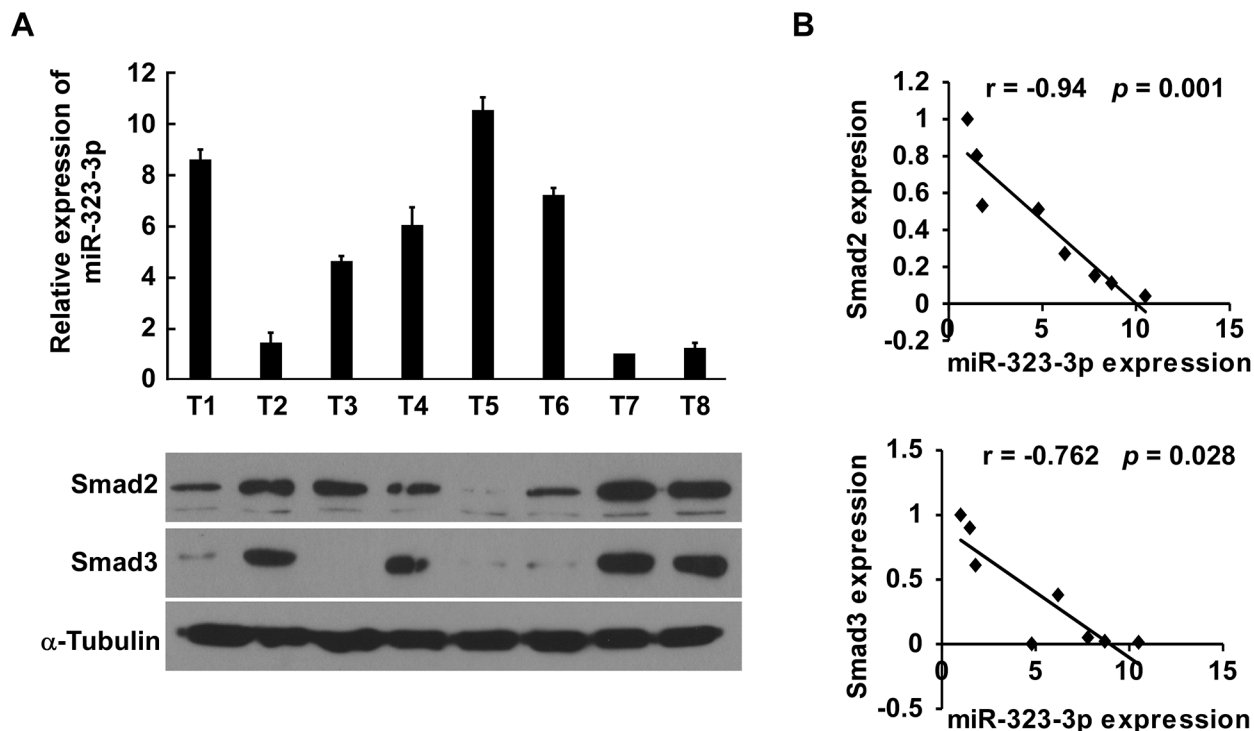 A
B
Relative expression of
miR-323-3p
12
10
8
6
4
2
0
T1 T2 T3 T4 T5 T6 T7 T8
Smad2
Smad3
α-Tubulin
r = -0.94 p = 0.001
Smad2 expresion
1.2
1
0.8
0.6
0.4
0.2
0
-0.2
0 5 10 15
miR-323-3p expression
r = -0.762 p = 0.028
Smad3 expression
1.5
1
0.5
0
-0.5
0 5 10 15
miR-323-3p expression